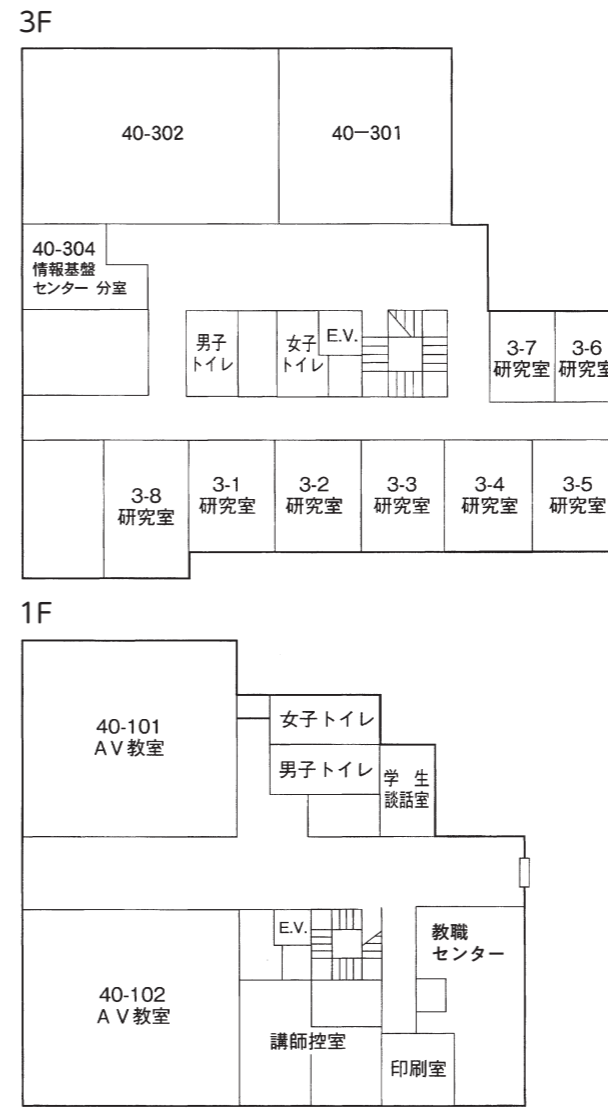 3F
40-302
40−301
40-304
情報基盤
センター 分室
男子
トイレ
女子
トイレ
E.V.
3-7
研究室
3-6
研究室
3-8
研究室
3-1
研究室
3-2
研究室
3-3
研究室
3-4
研究室
3-5
研究室
1F
40-101
AV教室
女子トイレ
男子トイレ
学 生
談話室
E.V.
教職
センター
40-102
AV教室
講師控室
印刷室